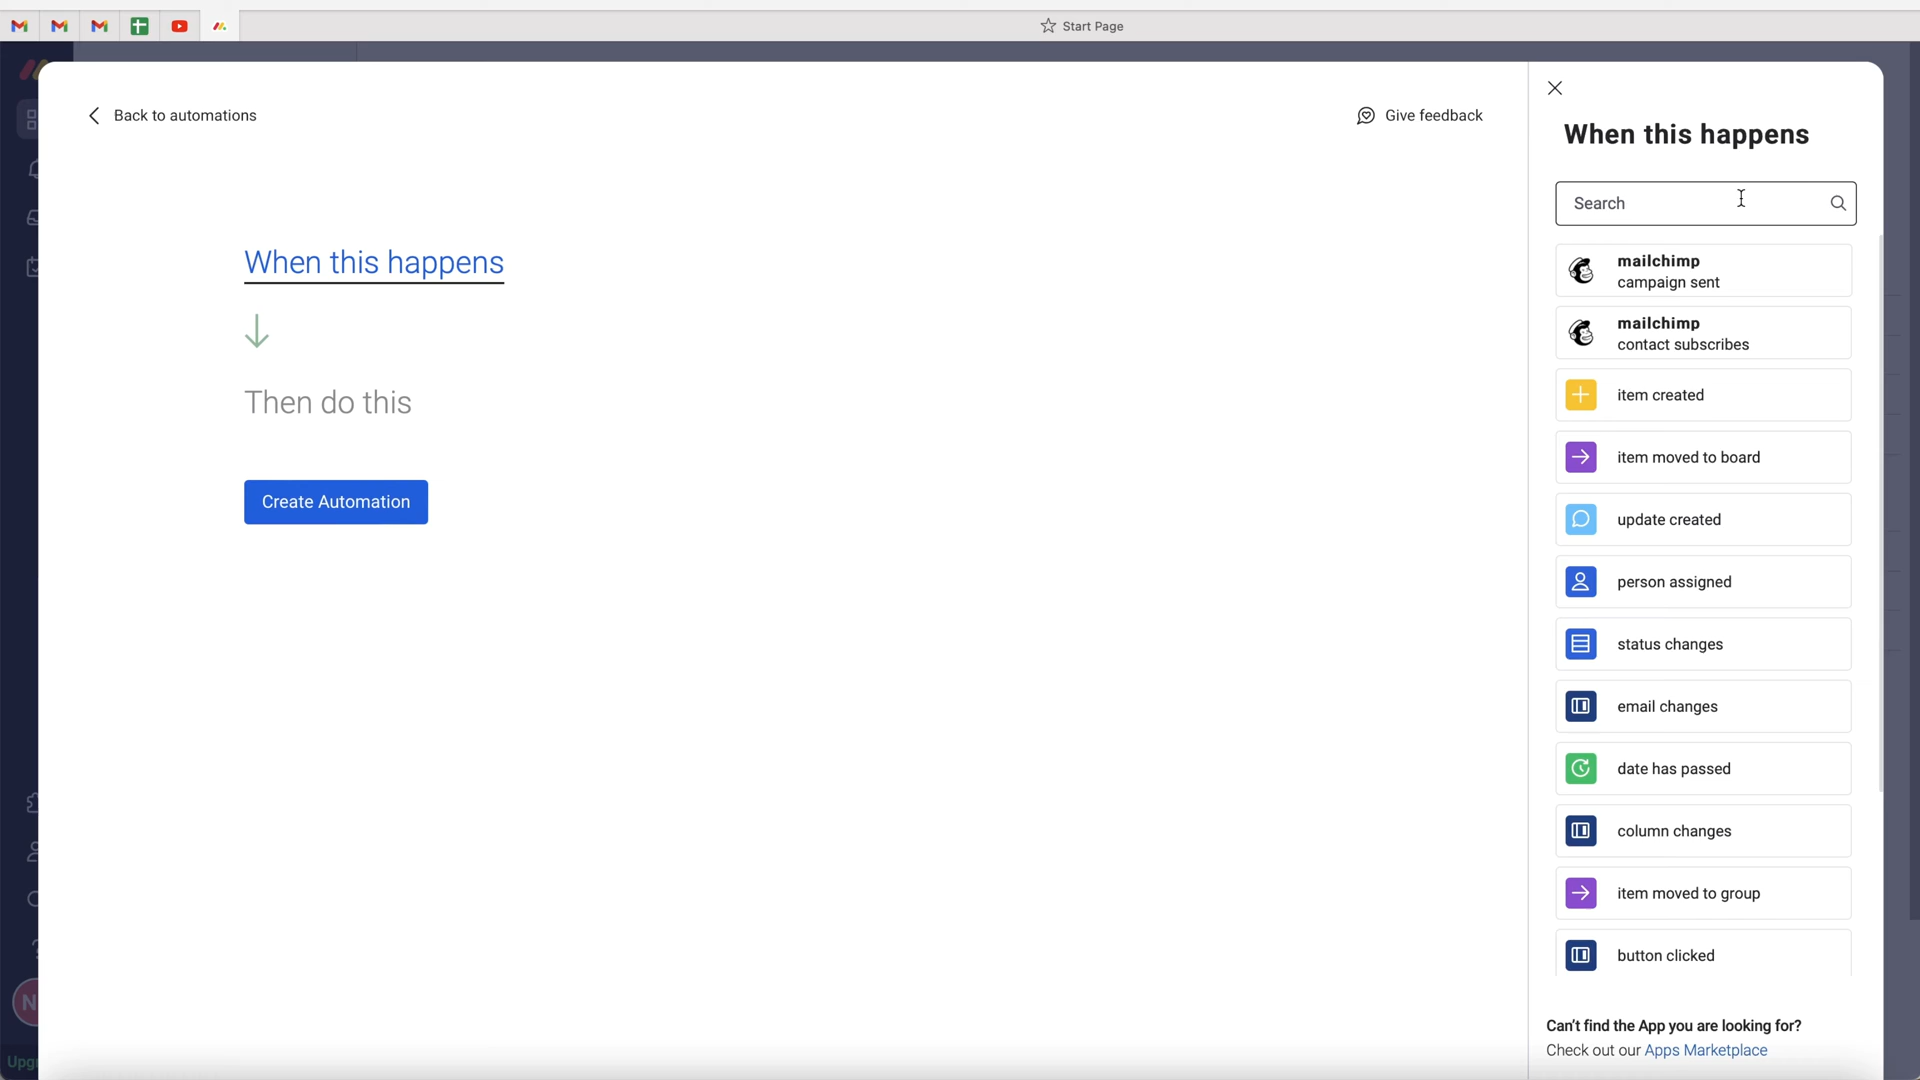 Start Page
Back to automations
Give feedback
When this happens
Then do this
Create Automation
When this happens
Search
mailchimp
campaign sent
mailchimp
contact subscribes
item created
item moved to board
update created
person assigned
status changes
email changes
date has passed
column changes
item moved to group
button clicked
Can't find the App you are looking for?
Check out our Apps Marketplace
N
Upgr